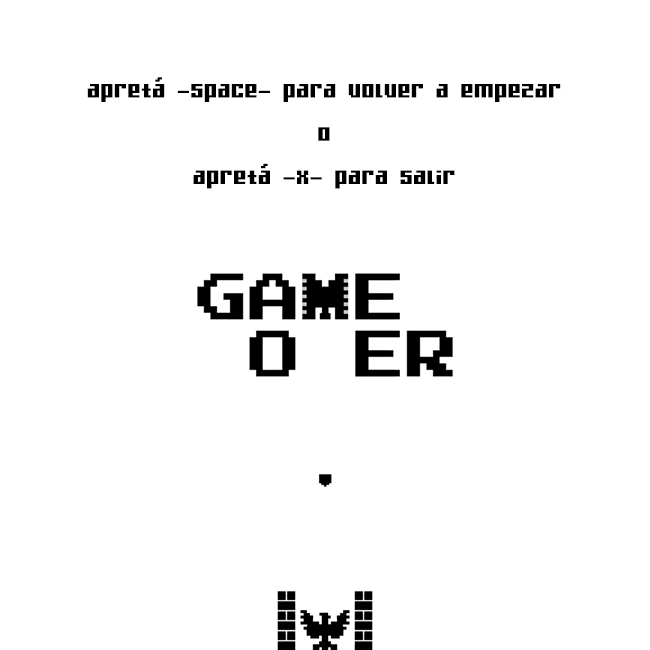 apretá -space- para volver a empezar
o
apretá -x- para salir
GAME
O ER